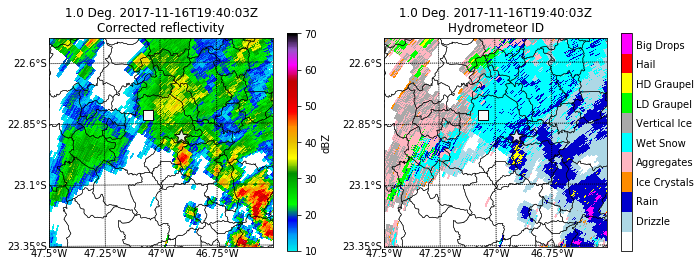 1.0 Deg. 2017-11-16T19:40:03Z
Corrected reflectivity
22.6°S
22.85°S
23.1°S
23.35°S
47.5°W
47.25°W
47°W
46.75°W
70
60
50
40
30
20
10
dBZ
1.0 Deg. 2017-11-16T19:40:03Z
Hydrometeor ID
22.6°S
22.85°S
23.1°S
23.35°S
47.5°W
47.25°W
47°W
46.75°W
Big Drops
Hail
HD Graupel
LD Graupel
Vertical Ice
Wet Snow
Aggregates
Ice Crystals
Rain
Drizzle